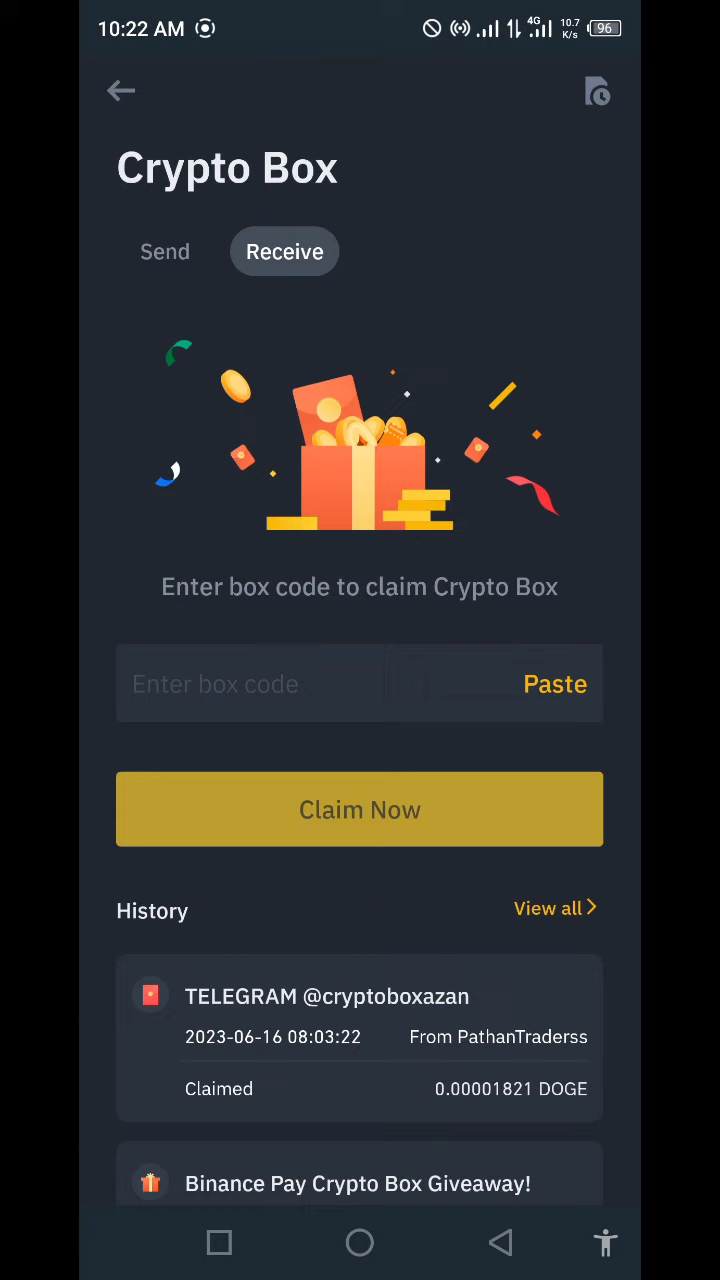 10:22 AM
4G
10.7
K/s
96
Crypto Box
Send
Receive
Enter box code to claim Crypto Box
Enter box code
Paste
Claim Now
History
View all
TELEGRAM @cryptoboxazan
2023-06-16 08:03:22
From PathanTraderss
Claimed
0.00001821 DOGE
Binance Pay Crypto Box Giveaway!